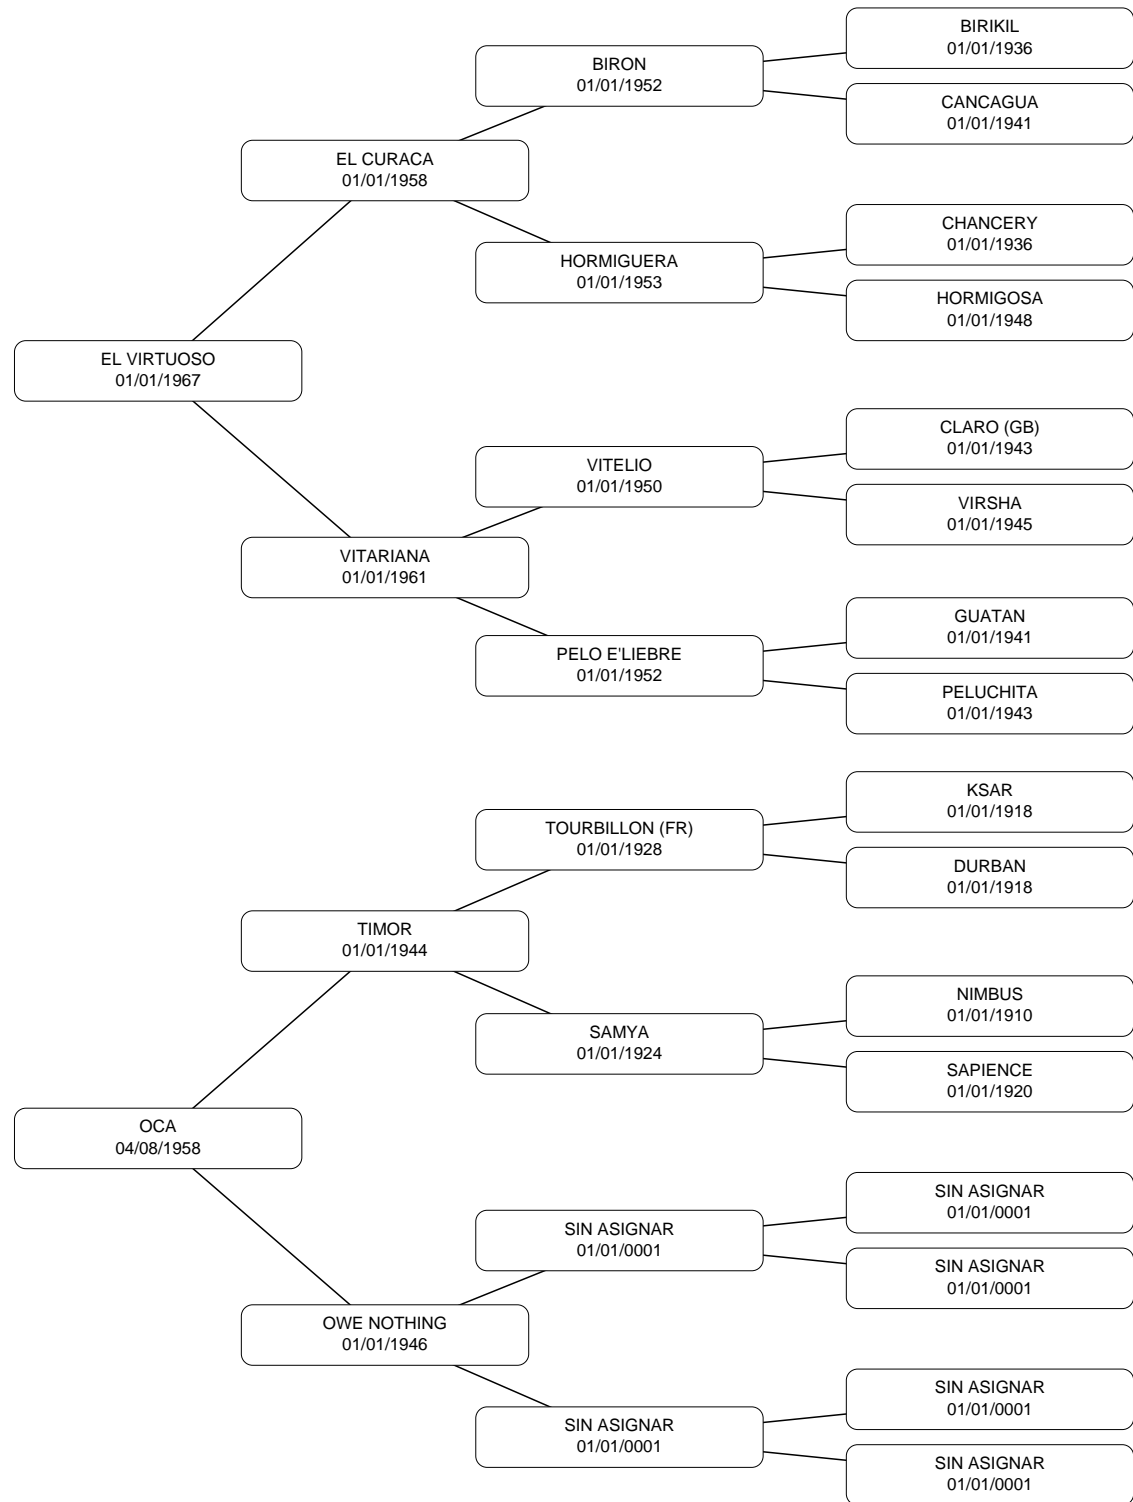 BIRIKIL
01/01/1936
BIRON
01/01/1952
CANCAGUA
01/01/1941
EL CURACA
01/01/1958
CHANCERY
01/01/1936
HORMIGUERA
01/01/1953
HORMIGOSA
01/01/1948
EL VIRTUOSO
01/01/1967
CLARO (GB)
01/01/1943
VITELIO
01/01/1950
VIRSHA
01/01/1945
VITARIANA
01/01/1961
GUATAN
01/01/1941
PELO E'LIEBRE
01/01/1952
PELUCHITA
01/01/1943
KSAR
01/01/1918
TOURBILLON (FR)
01/01/1928
DURBAN
01/01/1918
TIMOR
01/01/1944
NIMBUS
01/01/1910
SAMYA
01/01/1924
SAPIENCE
01/01/1920
OCA
04/08/1958
SIN ASIGNAR
01/01/0001
SIN ASIGNAR
01/01/0001
SIN ASIGNAR
01/01/0001
OWE NOTHING
01/01/1946
SIN ASIGNAR
01/01/0001
SIN ASIGNAR
01/01/0001
SIN ASIGNAR
01/01/0001